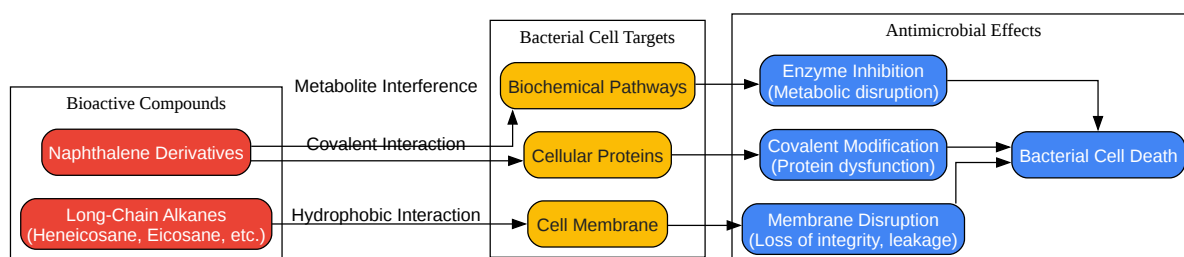 Bioactive Compounds
Naphthalene Derivatives
Long-Chain Alkanes
(Heneicosane, Eicosane, etc.)
Metabolite Interference
Covalent Interaction
Hydrophobic Interaction
Bacterial Cell Targets
Biochemical Pathways
Cellular Proteins
Cell Membrane
Antimicrobial Effects
Enzyme Inhibition
(Metabolic disruption)
Covalent Modification
(Protein dysfunction)
Membrane Disruption
(Loss of integrity, leakage)
Bacterial Cell Death